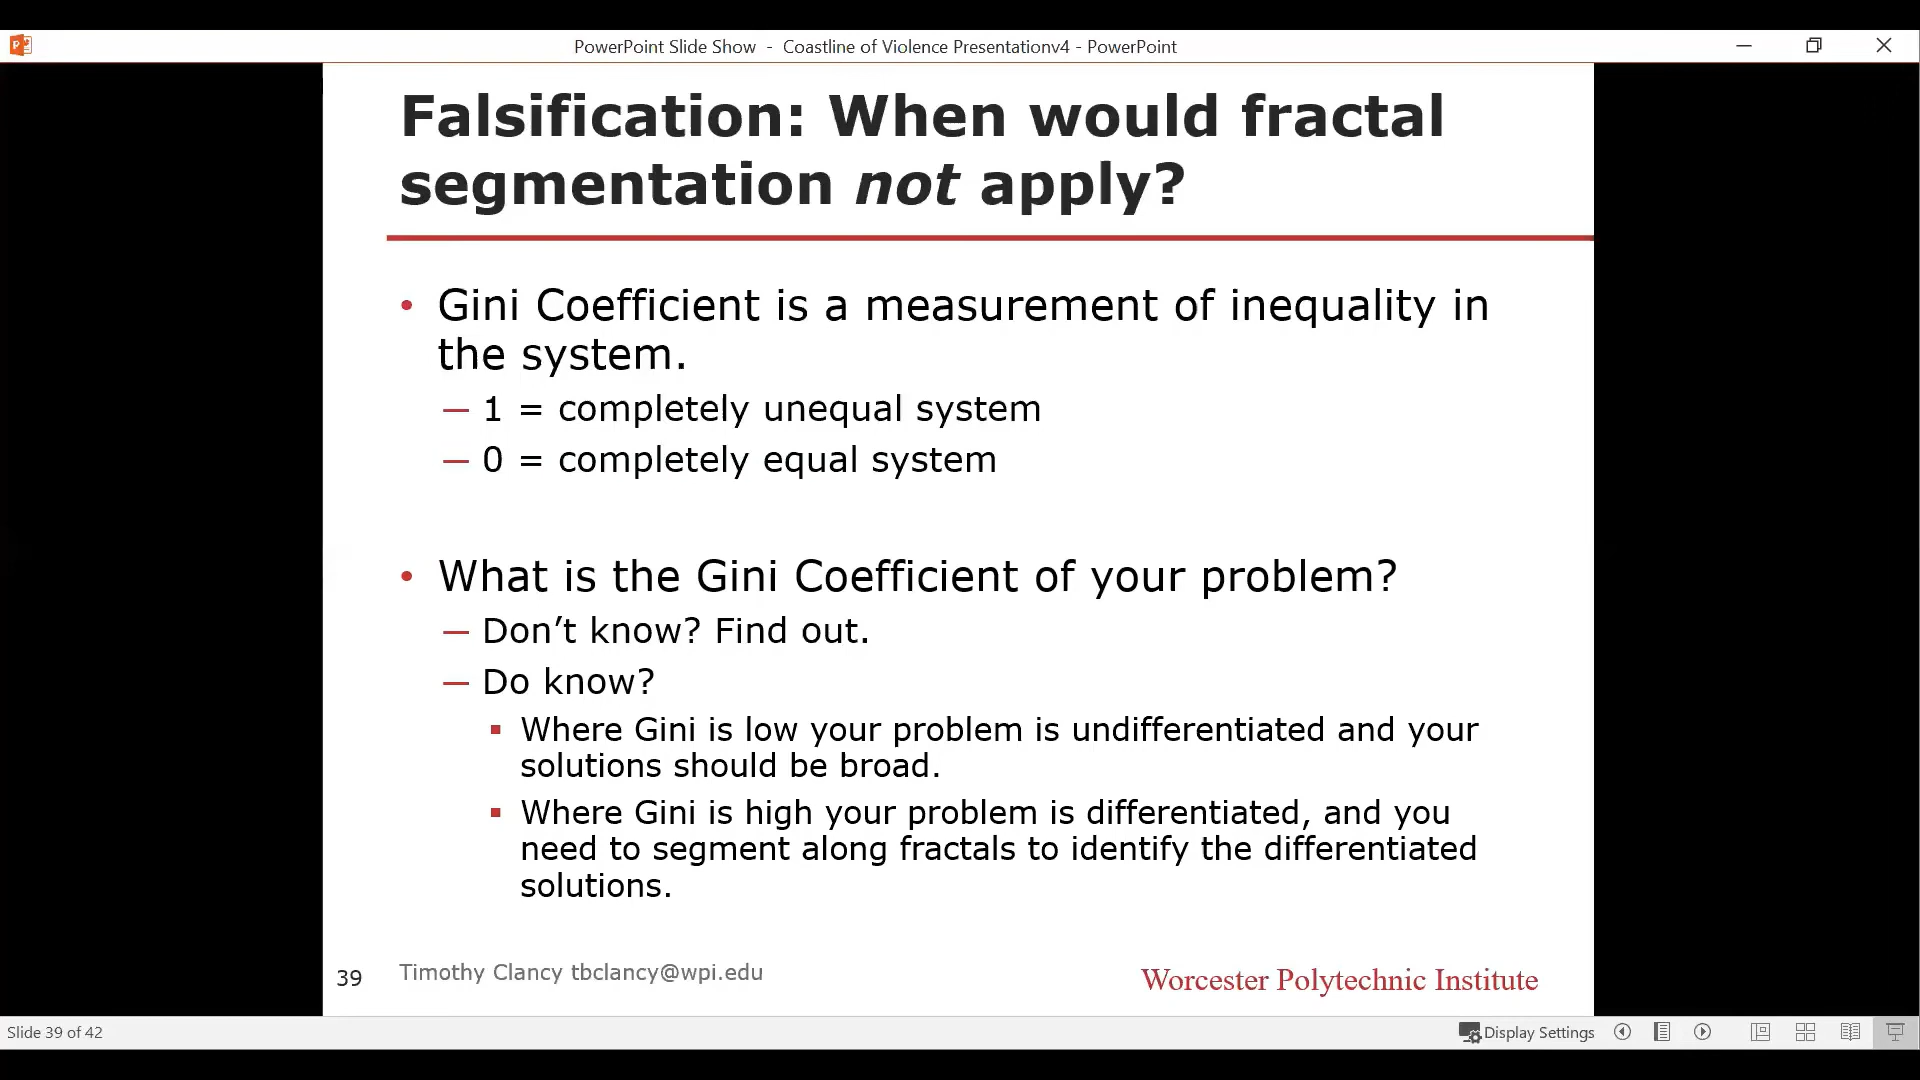 PowerPoint Slide Show - Coastline of Violence Presentationv4 - PowerPoint
Falsification: When would fractal
segmentation not apply?
• Gini Coefficient is a measurement of inequality in
the system.
— 1 = completely unequal system
— 0 = completely equal system
• What is the Gini Coefficient of your problem?
— Don’t know? Find out.
— Do know?
▪ Where Gini is low your problem is undifferentiated and your
solutions should be broad.
▪ Where Gini is high your problem is differentiated, and you
need to segment along fractals to identify the differentiated
solutions.
39
Timothy Clancy tbclancy@wpi.edu
Worcester Polytechnic Institute
Slide 39 of 42
Display Settings